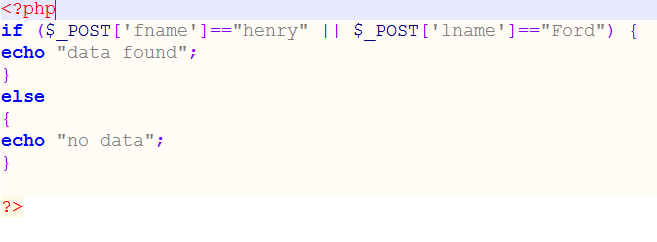 <?php
if ($_POST['fname']=="henry" || $_POST['lname']=="Ford") {
echo "data found";
}
else
{
echo "no data";
}
?>